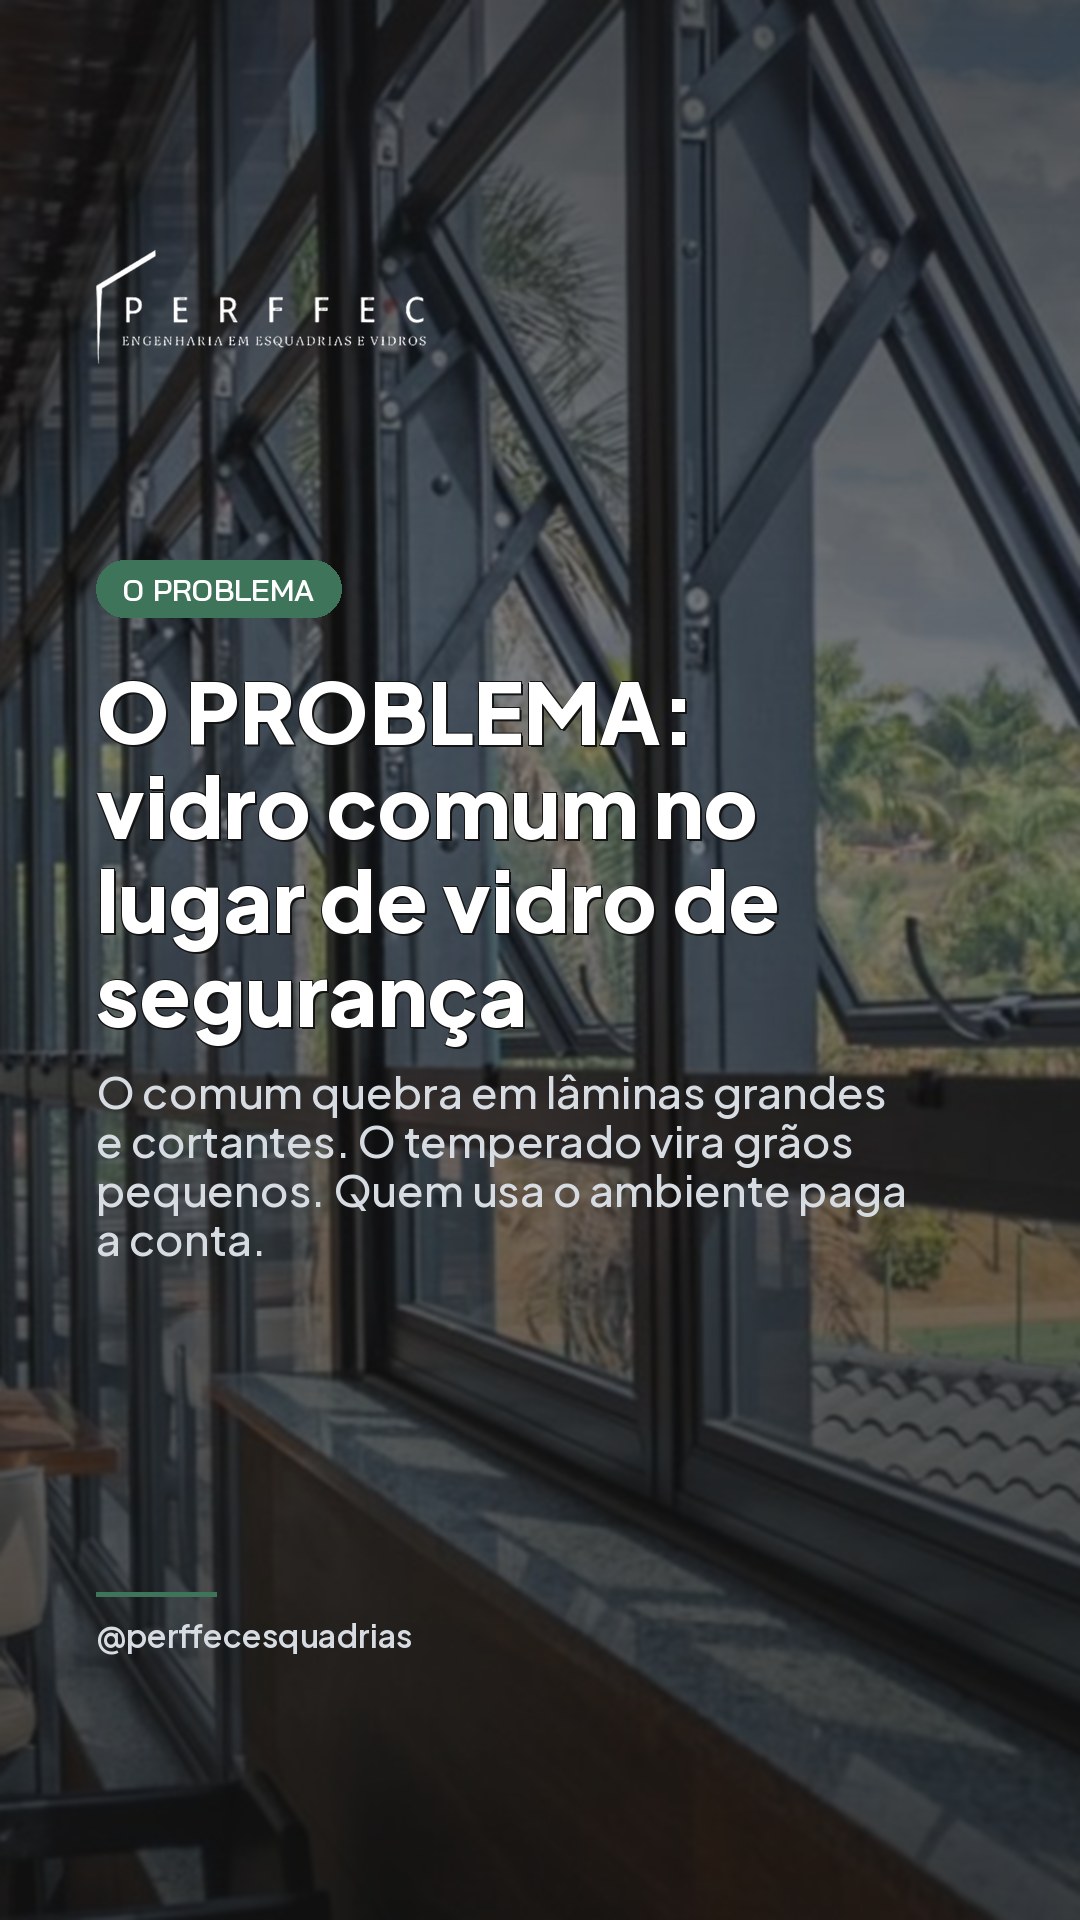 PERFFEC
ENGENHARIA EM ESQUADRIAS E VIDROS
O PROBLEMA
O PROBLEMA:
vidro comum no
lugar de vidro de
segurança
O comum quebra em lâminas grandes
e cortantes. O temperado vira grãos
pequenos. Quem usa o ambiente paga
a conta.
@perffecesquadrias